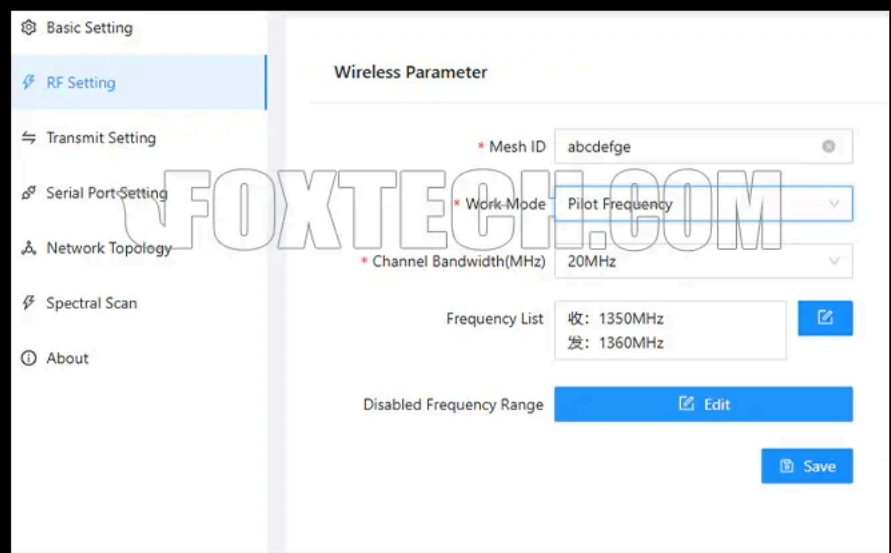 Basic Setting
RF Setting
Transmit Setting
Serial Port Setting
Network Topology
Spectral Scan
About
Wireless Parameter
* Mesh ID abcdefge
* Work Mode Pilot Frequency
* Channel Bandwidth(MHz) 20MHz
Frequency List 收: 1350MHz
发: 1360MHz
Disabled Frequency Range Edit
Save
FOXTECH.COM